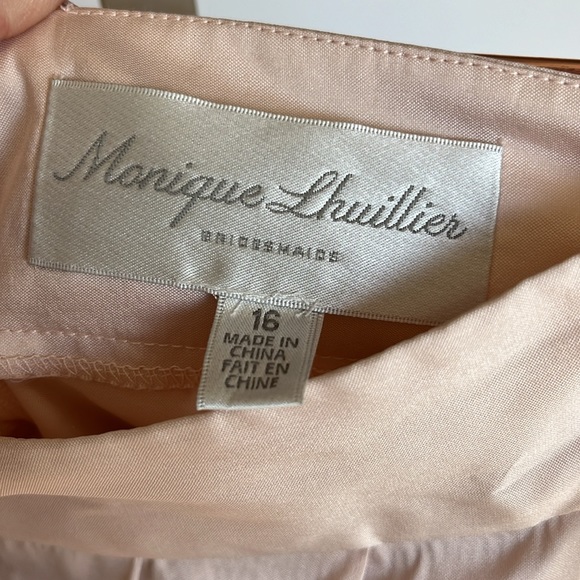 Monique Lhuillier
BRIDESMAIDS
16
MADE IN
CHINA
FAIT EN
CHINE